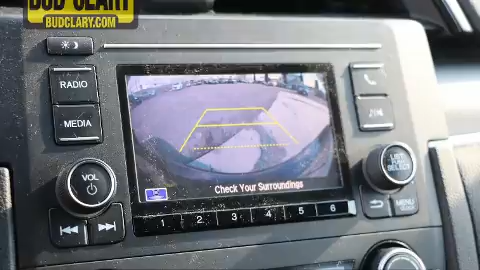 BUD CLARY
BUDCLARY.COM
RADIO
MEDIA
VOL
Check Your Surroundings
1 2 3 4 5 6
MENU